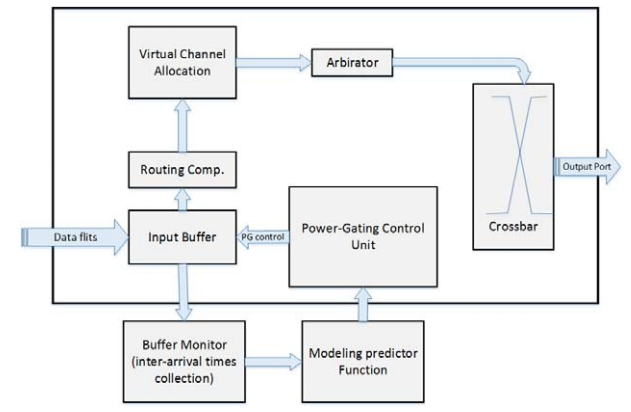 Virtual Channel
Allocation
Arbirator
Routing Comp.
Output Port
Data flits
Input Buffer
PG control
Power-Gating Control
Unit
Crossbar
Buffer Monitor
(inter-arrival times
collection)
Modeling predictor
Function